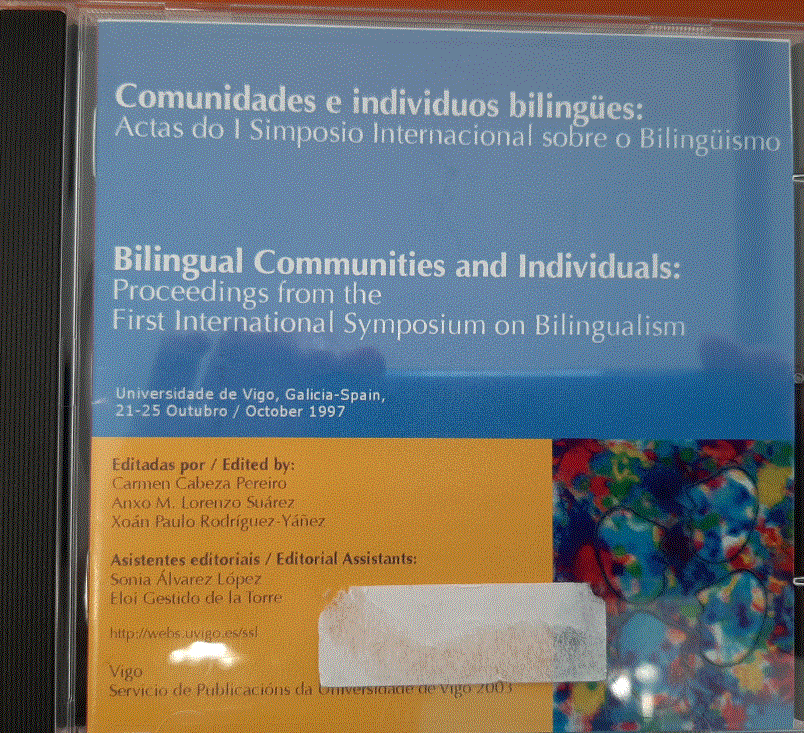 Comunidades e individuos bilingües:
Actas do I Simposio Internacional sobre o Bilingüismo
Bilingual Communities and Individuals:
Proceedings from the
First International Symposium on Bilingualism
Universidade de Vigo, Galicia-Spain,
21-25 Outubro / October 1997
Editadas por / Edited by:
Carmen Cabeza Pereiro
Anxo M. Lorenzo Suárez
Xoán Paulo Rodríguez-Yáñez
Asistentes editoriais / Editorial Assistants:
Sonia Álvarez López
Eloi Gestido de la Torre
http://webs.uvigo.es/ssl
Vigo
Servicio de Publicacións da Universidade de Vigo 2003